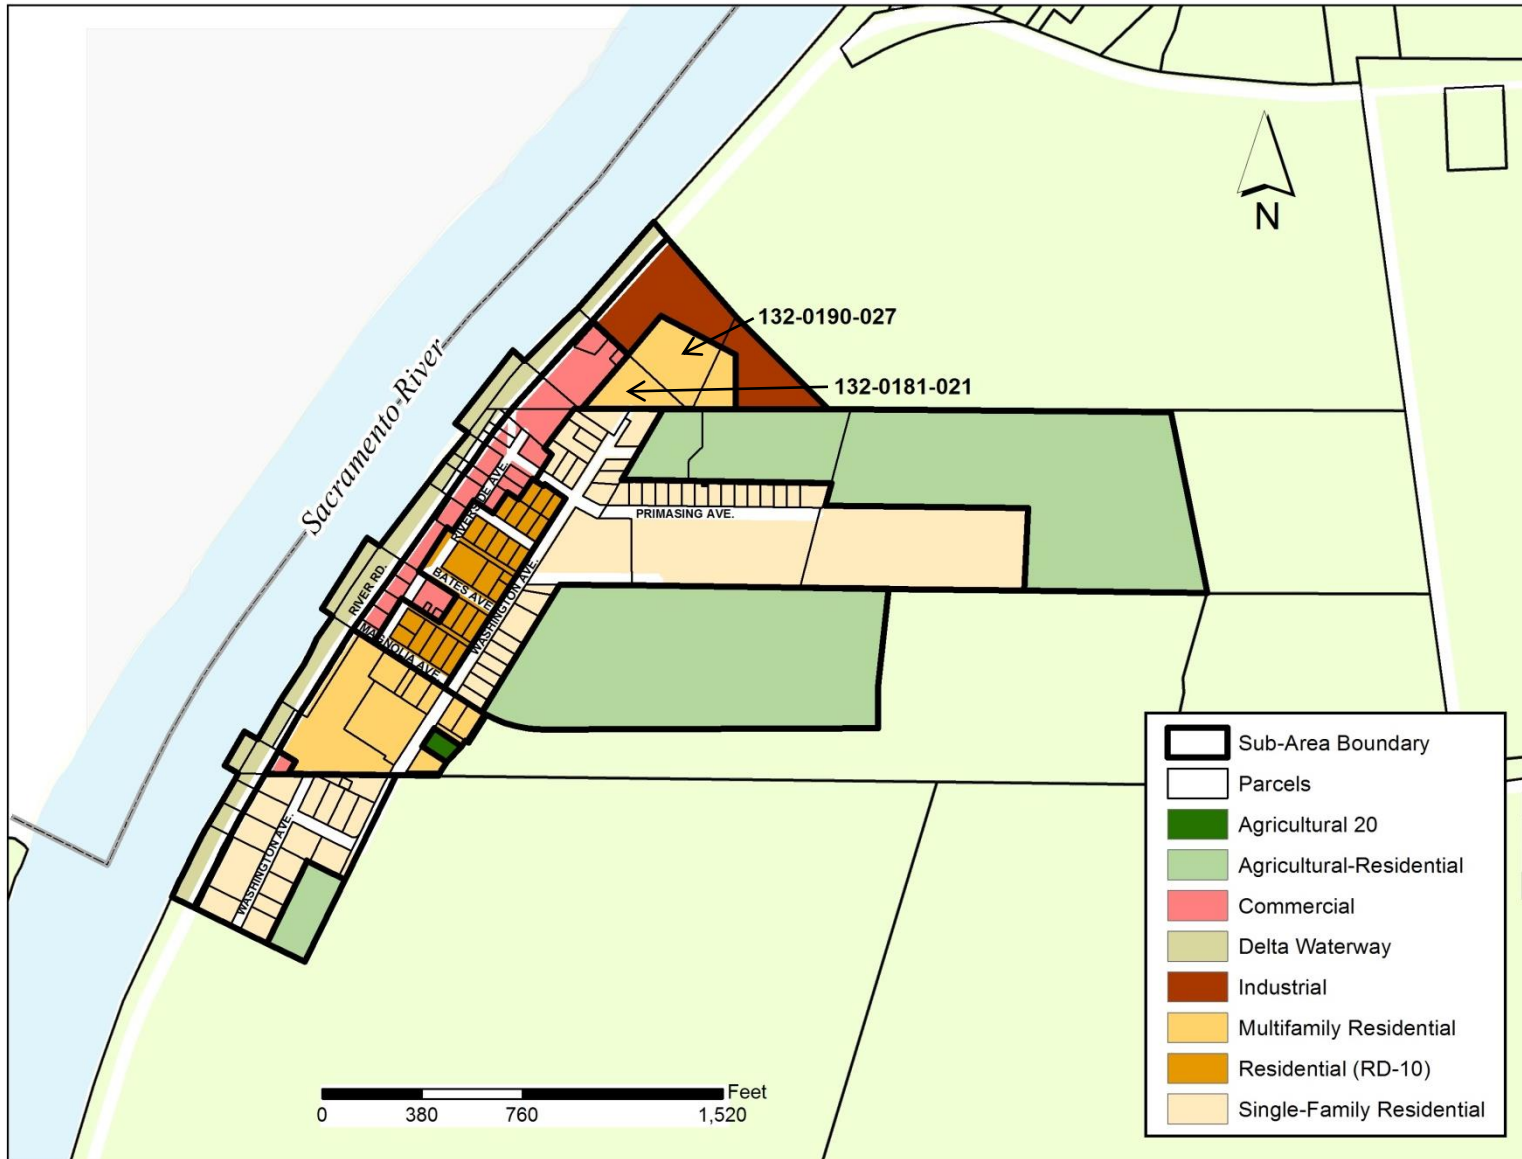 N
132-0190-027
132-0181-021
Sacramento River
RIVERSIDE AVE.
PRIMASING AVE.
RIVER RD.
BATES AVE.
WASHINGTON AVE.
MAGNOLIA AVE.
WASHINGTON AVE.
Sub-Area Boundary
Parcels
Agricultural 20
Agricultural-Residential
Commercial
Delta Waterway
Industrial
Multifamily Residential
Residential (RD-10)
Single-Family Residential
Feet
0 380 760 1,520